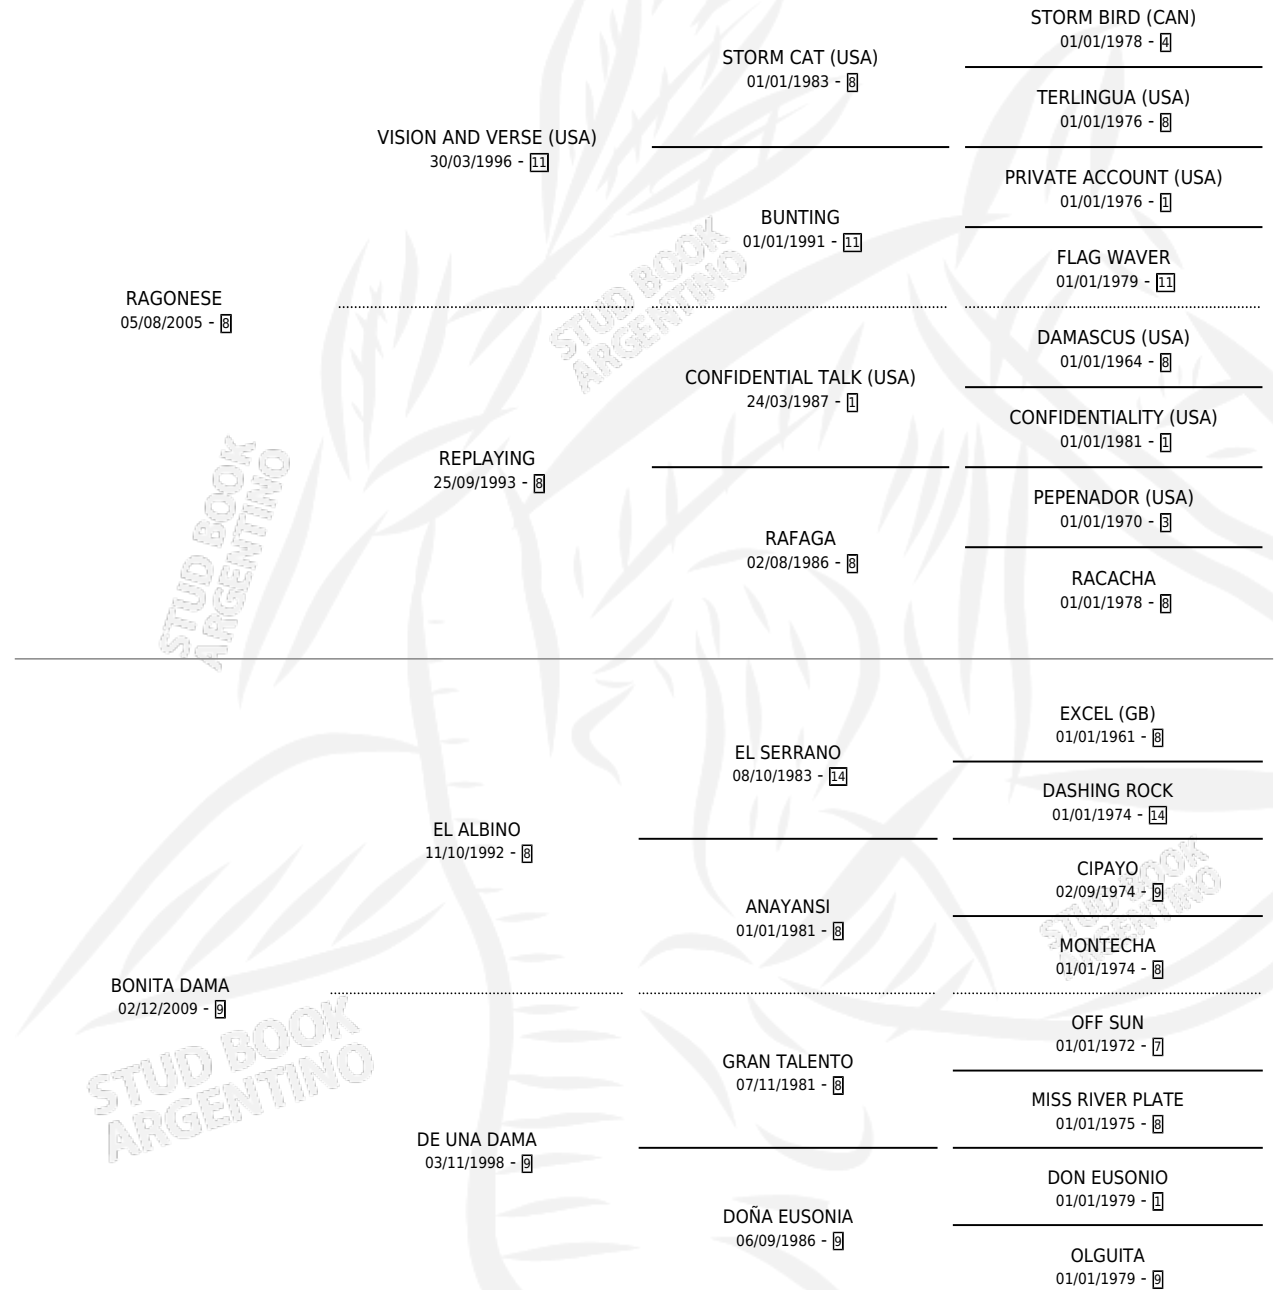 STORM BIRD (CAN)
01/01/1978 - 4
STORM CAT (USA)
01/01/1983 - 8
TERLINGUA (USA)
01/01/1976 - 8
VISION AND VERSE (USA)
30/03/1996 - 11
PRIVATE ACCOUNT (USA)
01/01/1976 - 1
BUNTING
01/01/1991 - 11
FLAG WAVER
01/01/1979 - 11
RAGONESE
05/08/2005 - 8
STUD BOOK
ARGENTINO
DAMASCUS (USA)
01/01/1964 - 8
CONFIDENTIAL TALK (USA)
24/03/1987 - 1
CONFIDENTIALITY (USA)
01/01/1981 - 1
REPLAYING
25/09/1993 - 8
PEPENADOR (USA)
01/01/1970 - 3
RAFAGA
02/08/1986 - 8
RACACHA
01/01/1978 - 8
STUD BOOK
ARGENTINO
EXCEL (GB)
01/01/1961 - 8
EL SERRANO
08/10/1983 - 14
DASHING ROCK
01/01/1974 - 14
EL ALBINO
11/10/1992 - 8
CIPAYO
02/09/1974 - 9
ANAYANSI
01/01/1981 - 8
MONTECHA
01/01/1974 - 8
STUD BOOK
ARGENTINO
BONITA DAMA
02/12/2009 - 9
OFF SUN
01/01/1972 - 7
GRAN TALENTO
07/11/1981 - 8
MISS RIVER PLATE
01/01/1975 - 8
STUD BOOK
ARGENTINO
DE UNA DAMA
03/11/1998 - 9
DON EUSONIO
01/01/1979 - 1
DOÑA EUSONIA
06/09/1986 - 9
OLGUITA
01/01/1979 - 9